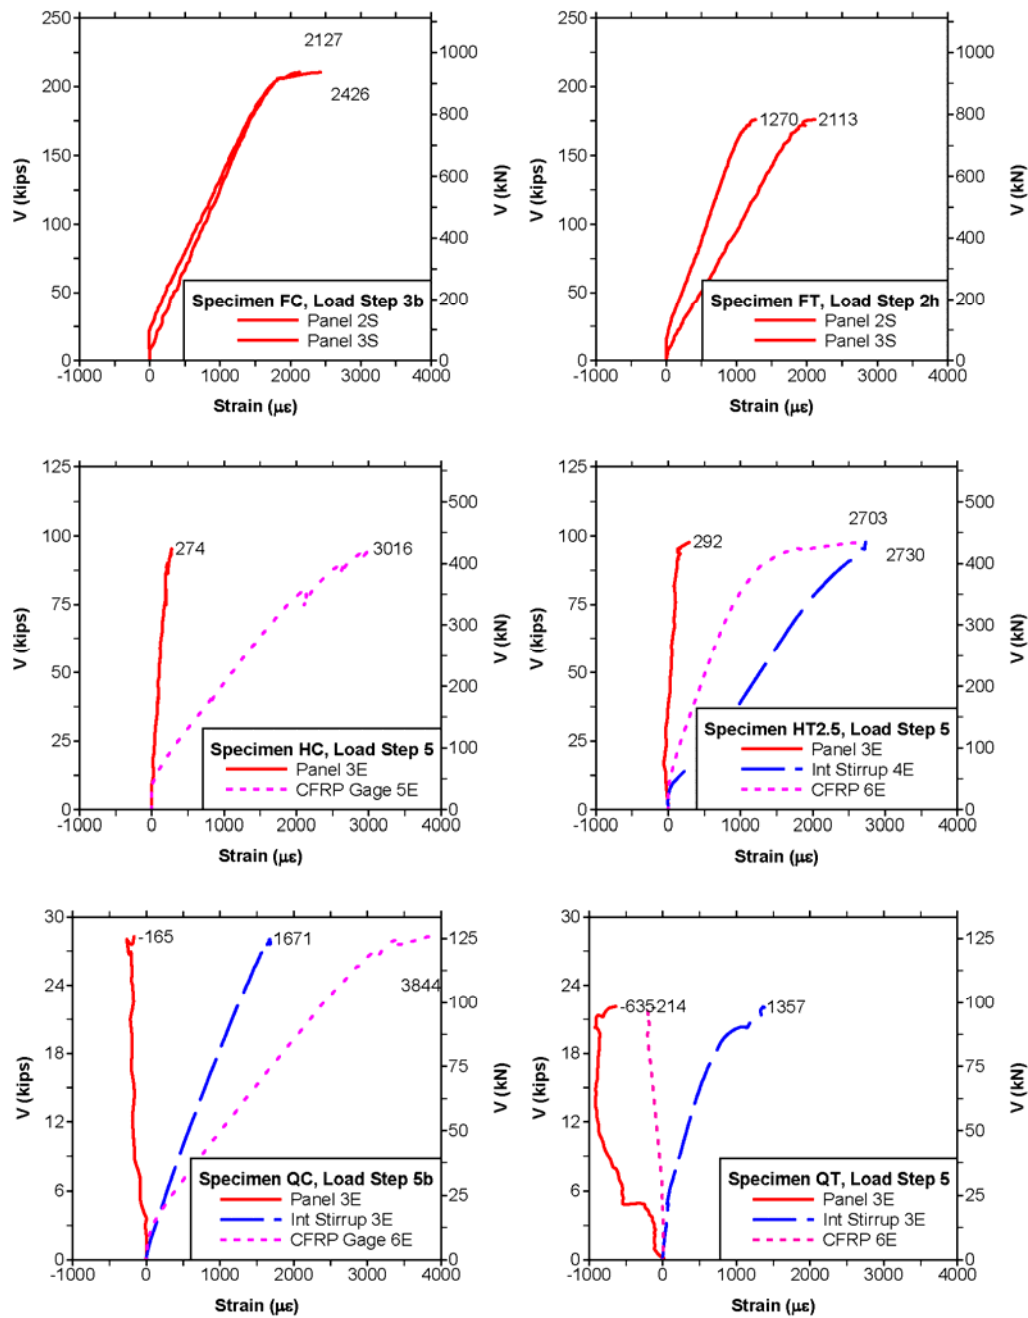 250
200
150
100
50
0
V (kips)
1000
800
600
400
200
0
V (kN)
2127
2426
Specimen FC, Load Step 3b
Panel 2S
Panel 3S
-1000 0 1000 2000 3000 4000
Strain (με)
250
200
150
100
50
0
V (kips)
1000
800
600
400
200
0
V (kN)
1270 2113
Specimen FT, Load Step 2h
Panel 2S
Panel 3S
-1000 0 1000 2000 3000 4000
Strain (με)
125
100
75
50
25
0
V (kips)
500
400
300
200
100
0
V (kN)
274 3016
Specimen HC, Load Step 5
Panel 3E
CFRP Gage 5E
-1000 0 1000 2000 3000 4000
Strain (με)
125
100
75
50
25
0
V (kips)
500
400
300
200
100
0
V (kN)
2703
292
2730
Specimen HT2.5, Load Step 5
Panel 3E
Int Stirrup 4E
CFRP 6E
-1000 0 1000 2000 3000 4000
Strain (με)
30
24
18
12
6
0
V (kips)
125
100
75
50
25
0
V (kN)
-165 1671
3844
Specimen QC, Load Step 5b
Panel 3E
Int Stirrup 3E
CFRP Gage 6E
-1000 0 1000 2000 3000 4000
Strain (με)
30
24
18
12
6
0
V (kips)
125
100
75
50
25
0
V (kN)
-635 -214 1357
Specimen QT, Load Step 5
Panel 3E
Int Stirrup 3E
CFRP 6E
-1000 0 1000 2000 3000 4000
Strain (με)